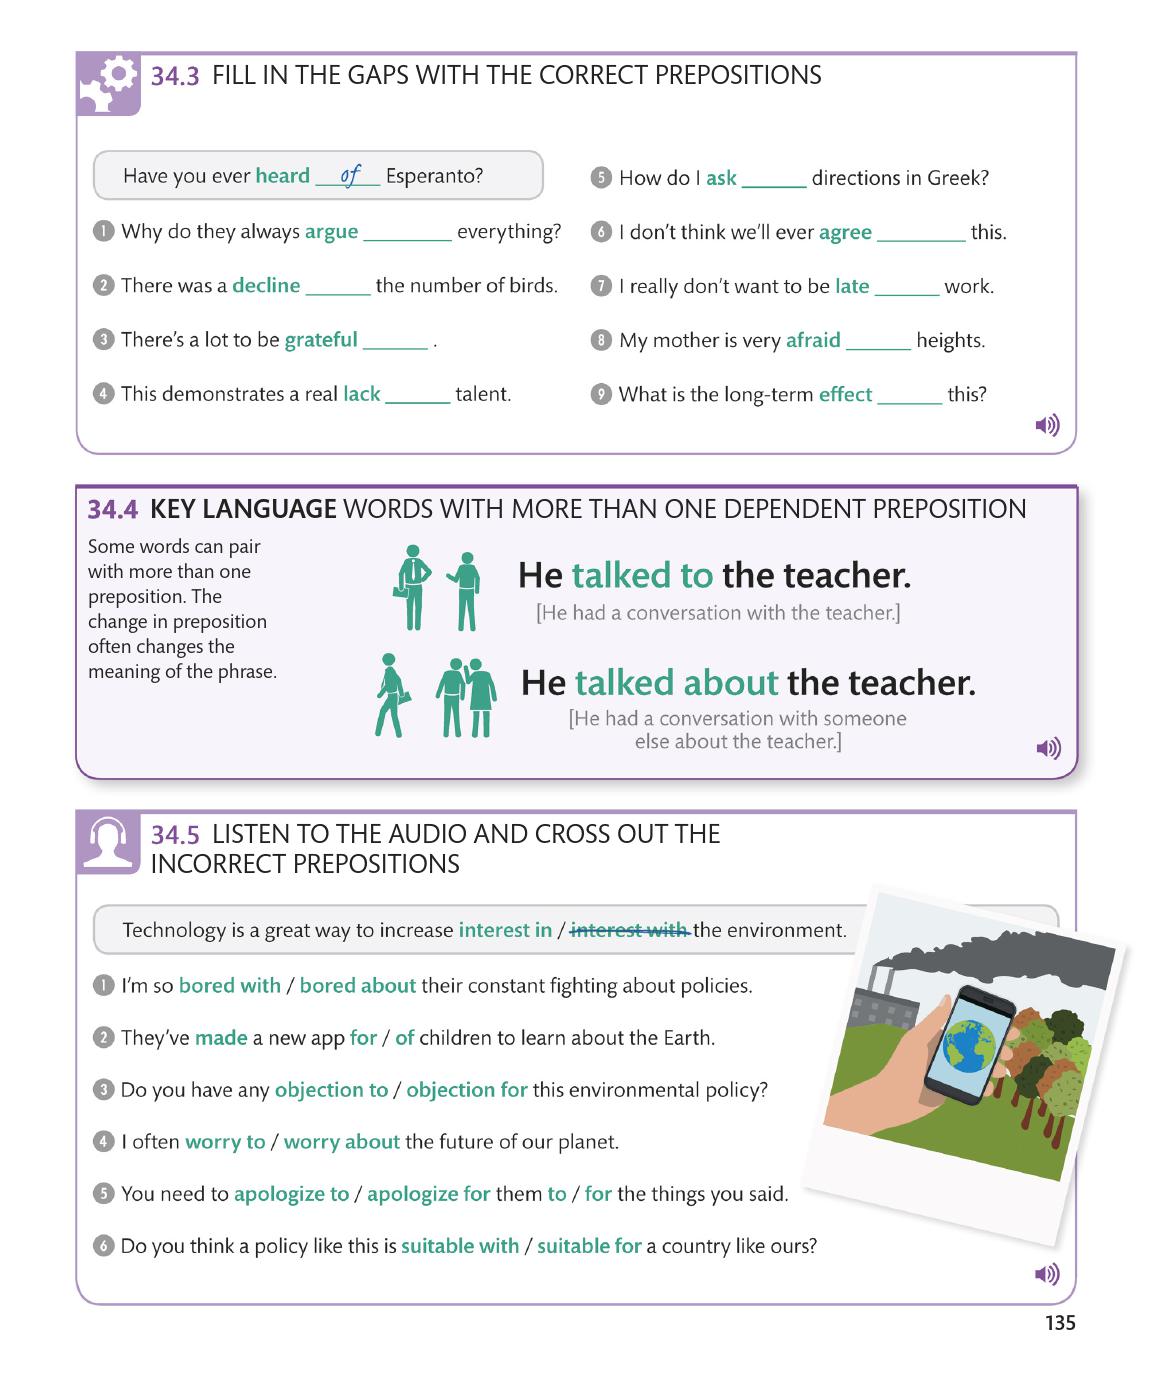 34.3 FILL IN THE GAPS WITH THE CORRECT PREPOSITIONS
Have you ever heard of Esperanto?
1 Why do they always argue ________ everything?
2 There was a decline ______ the number of birds.
3 There's a lot to be grateful ______ .
4 This demonstrates a real lack ______ talent.
5 How do I ask ______ directions in Greek?
6 I don't think we'll ever agree ________ this.
7 I really don't want to be late ______ work.
8 My mother is very afraid ______ heights.
9 What is the long-term effect ______ this?
34.4 KEY LANGUAGE WORDS WITH MORE THAN ONE DEPENDENT PREPOSITION
Some words can pair
with more than one
preposition. The
change in preposition
often changes the
meaning of the phrase.
He talked to the teacher.
[He had a conversation with the teacher.]
He talked about the teacher.
[He had a conversation with someone
else about the teacher.]
34.5 LISTEN TO THE AUDIO AND CROSS OUT THE
INCORRECT PREPOSITIONS
Technology is a great way to increase interest in / interest with the environment.
1 I'm so bored with / bored about their constant fighting about policies.
2 They've made a new app for / of children to learn about the Earth.
3 Do you have any objection to / objection for this environmental policy?
4 I often worry to / worry about the future of our planet.
5 You need to apologize to / apologize for them to / for the things you said.
6 Do you think a policy like this is suitable with / suitable for a country like ours?
135